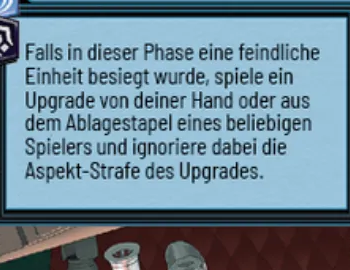 Falls in dieser Phase eine feindliche
Einheit besiegt wurde, spiele ein
Upgrade von deiner Hand oder aus
dem Ablagestapel eines beliebigen
Spielers und ignoriere dabei die
Aspekt-Strafe des Upgrades.